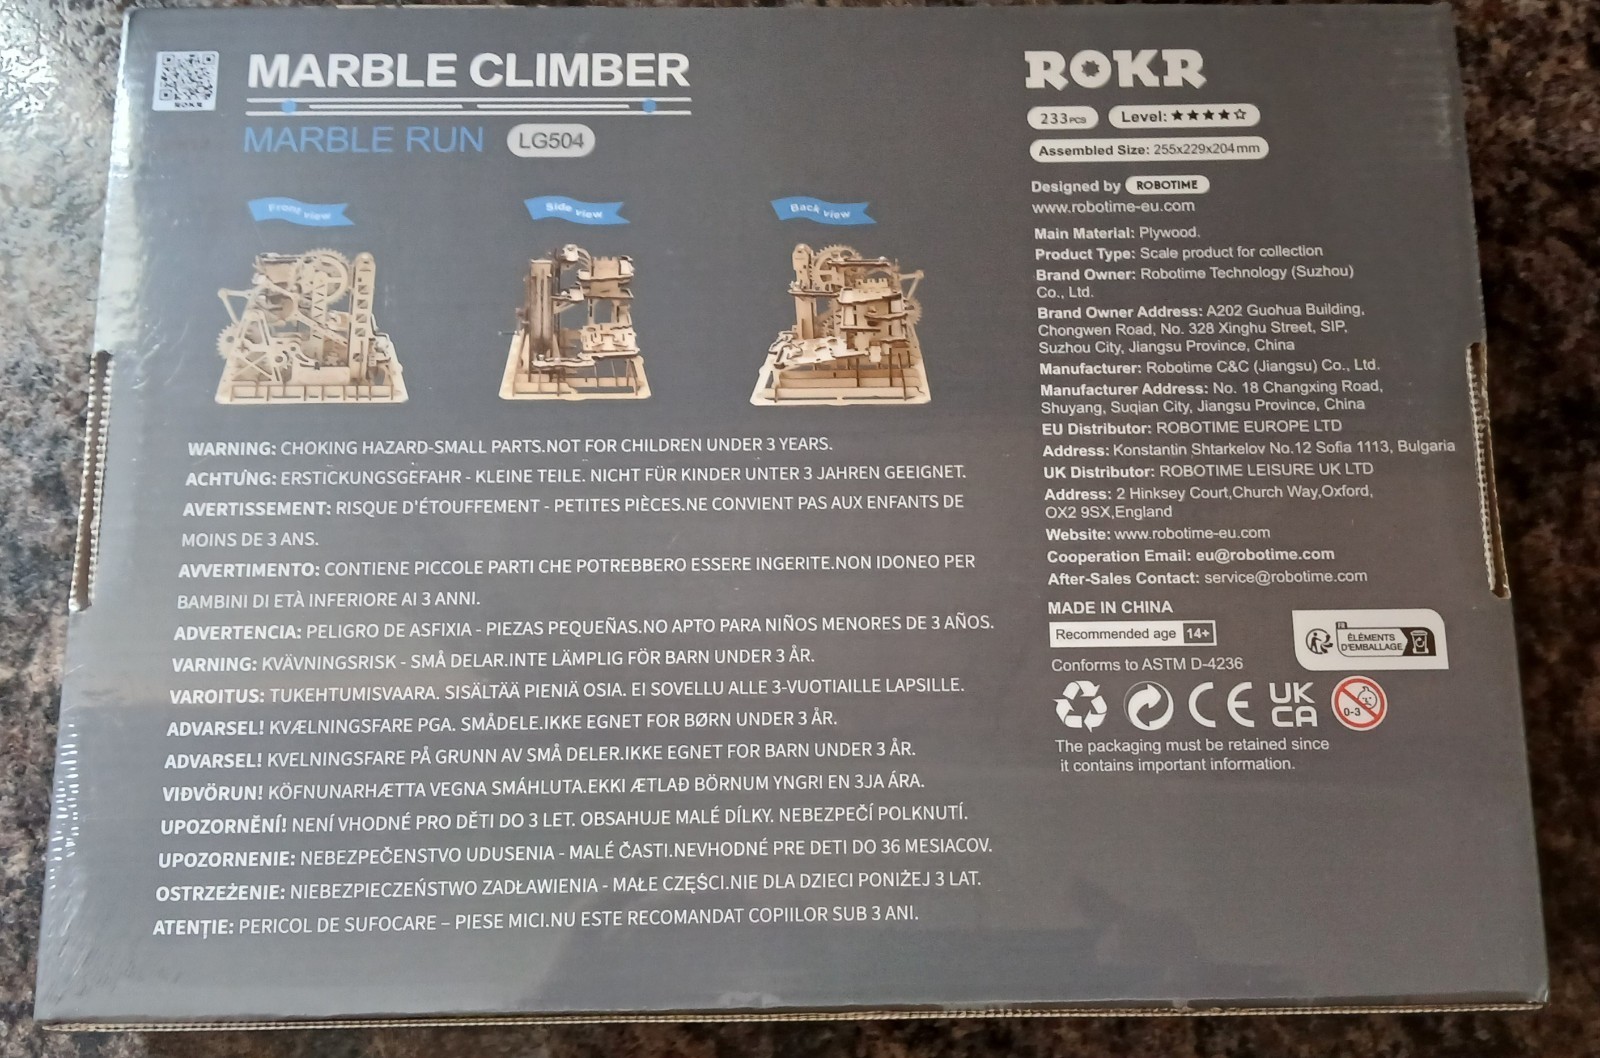 ROKR
MARBLE CLIMBER
MARBLE RUN LG504
Front view
Side view
Back view
WARNING: CHOKING HAZARD-SMALL PARTS.NOT FOR CHILDREN UNDER 3 YEARS.
ACHTUNG: ERSTICKUNGSGEFAHR - KLEINE TEILE. NICHT FÜR KINDER UNTER 3 JAHREN GEEIGNET.
AVERTISSEMENT: RISQUE D'ÉTOUFFEMENT - PETITES PIÈCES.NE CONVIENT PAS AUX ENFANTS DE
MOINS DE 3 ANS.
AVVERTIMENTO: CONTIENE PICCOLE PARTI CHE POTREBBERO ESSERE INGERITE.NON IDONEO PER
BAMBINI DI ETÀ INFERIORE AI 3 ANNI.
ADVERTENCIA: PELIGRO DE ASFIXIA - PIEZAS PEQUEÑAS.NO APTO PARA NIÑOS MENORES DE 3 AÑOS.
VARNING: KVÄVNINGSRISK - SMÅ DELAR.INTE LÄMPLIG FÖR BARN UNDER 3 ÅR.
VAROITUS: TUKEHTUMISVAARA. SISÄLTÄÄ PIENIÄ OSIA. EI SOVELLU ALLE 3-VUOTIAILLE LAPSILLE.
ADVARSEL! KVÆLNINGSFARE PGA. SMÅDELE.IKKE EGNET FOR BØRN UNDER 3 ÅR.
ADVARSEL! KVELNINGSFARE PÅ GRUNN AV SMÅ DELER.IKKE EGNET FOR BARN UNDER 3 ÅR.
VIÐVÖRUN! KÖFNUNARHÆTTA VEGNA SMÁHLUTA.EKKI ÆTLAÐ BÖRNUM YNGRI EN 3JA ÁRA.
UPOZORNĚNÍ! NENÍ VHODNÉ PRO DĚTI DO 3 LET. OBSAHUJE MALÉ DÍLKY. NEBEZPEČÍ POLKNUTÍ.
UPOZORNENIE: NEBEZPEČENSTVO UDUSENIA - MALÉ ČASTI.NEVHODNÉ PRE DETI DO 36 MESIACOV.
OSTRZEŻENIE: NIEBEZPIECZEŃSTWO ZADŁAWIENIA - MAŁE CZĘŚCI.NIE DLA DZIECI PONIŻEJ 3 LAT.
ATENȚIE: PERICOL DE SUFOCARE – PIESE MICI.NU ESTE RECOMANDAT COPIILOR SUB 3 ANI.
ROKR
233PCS Level: ★★★★☆
Assembled Size: 255x229x204mm
Designed by ROBOTIME
www.robotime-eu.com
Main Material: Plywood.
Product Type: Scale product for collection
Brand Owner: Robotime Technology (Suzhou)
Co., Ltd.
Brand Owner Address: A202 Guohua Building,
Chongwen Road, No. 328 Xinghu Street, SIP,
Suzhou City, Jiangsu Province, China
Manufacturer: Robotime C&C (Jiangsu) Co., Ltd.
Manufacturer Address: No. 18 Changxing Road,
Shuyang, Suqian City, Jiangsu Province, China
EU Distributor: ROBOTIME EUROPE LTD
Address: Konstantin Shtarkelov No.12 Sofia 1113, Bulgaria
UK Distributor: ROBOTIME LEISURE UK LTD
Address: 2 Hinksey Court,Church Way,Oxford,
OX2 9SX,England
Website: www.robotime-eu.com
Cooperation Email: eu@robotime.com
After-Sales Contact: service@robotime.com
MADE IN CHINA
Recommended age 14+
Conforms to ASTM D-4236
FR
ÉLÉMENTS
D'EMBALLAGE
CE UK
CA
0-3
The packaging must be retained since
it contains important information.